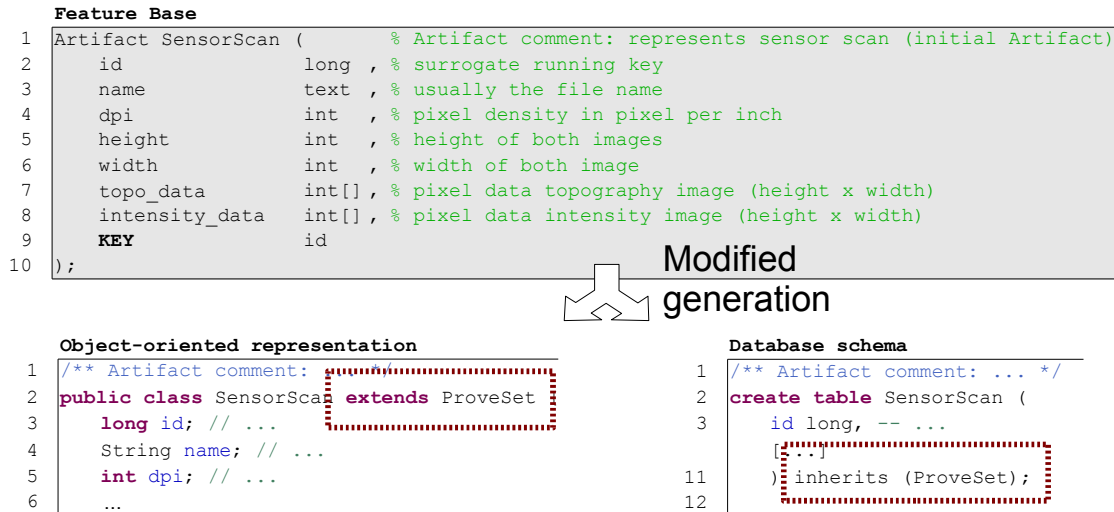 Feature Base
1 Artifact SensorScan ( % Artifact comment: represents sensor scan (initial Artifact)
2 id long , % surrogate running key
3 name text , % usually the file name
4 dpi int , % pixel density in pixel per inch
5 height int , % height of both images
6 width int , % width of both image
7 topo_data int[] , % pixel data topography image (height x width)
8 intensity_data int[] , % pixel data intensity image (height x width)
9 KEY id
10 );
Modified
generation
Object-oriented representation
1 /** Artifact comment: ... */
2 public class SensorScan extends ProveSet
3 long id; // ...
4 String name; // ...
5 int dpi; // ...
6 …
Database schema
1 /** Artifact comment: ... */
2 create table SensorScan (
3 id long, -- ...
[...]
11 ) inherits (ProveSet);
12